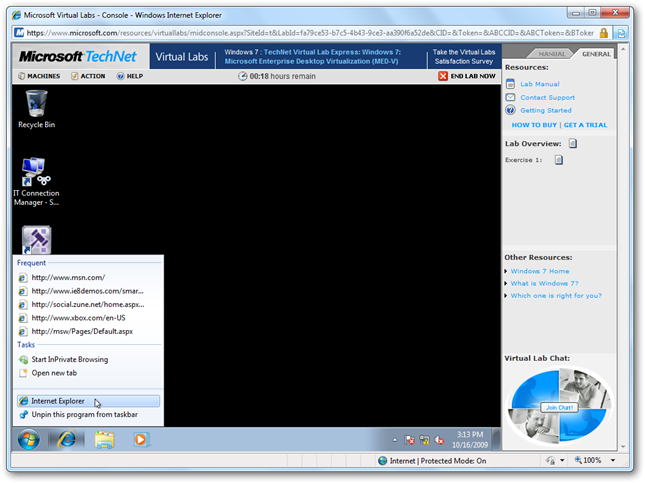 Microsoft Virtual Labs - Console - Windows Internet Explorer
https://www.microsoft.com/resources/virtuallabs/midconsole.aspx?SiteId=t&LabId=fa79ce53-b7c5-4b43-9ce3-aa390f6a52de&CID=&Token=&ABCCID=&ABCToken=&BToken
Microsoft TechNet
Virtual Labs
Windows 7 : TechNet Virtual Lab Express: Windows 7:
Microsoft Enterprise Desktop Virtualization (MED-V)
Take the Virtual Labs
Satisfaction Survey
MACHINES
ACTION
HELP
00:18 hours remain
END LAB NOW
MANUAL
GENERAL
Resources:
Lab Manual
Contact Support
Getting Started
HOW TO BUY | GET A TRIAL
Lab Overview:
Exercise 1:
Other Resources:
Windows 7 Home
What is Windows 7?
Which one is right for you?
Virtual Lab Chat:
Join Chat!
Recycle Bin
IT Connection
Manager - S...
Frequent
http://www.msn.com/
http://www.ie8demos.com/smar...
http://social.zune.net/home.aspx...
http://www.xbox.com/en-US
http://msw/Pages/Default.aspx
Tasks
Start InPrivate Browsing
Open new tab
Internet Explorer
Unpin this program from taskbar
3:13 PM
10/16/2009
Internet | Protected Mode: On
100%